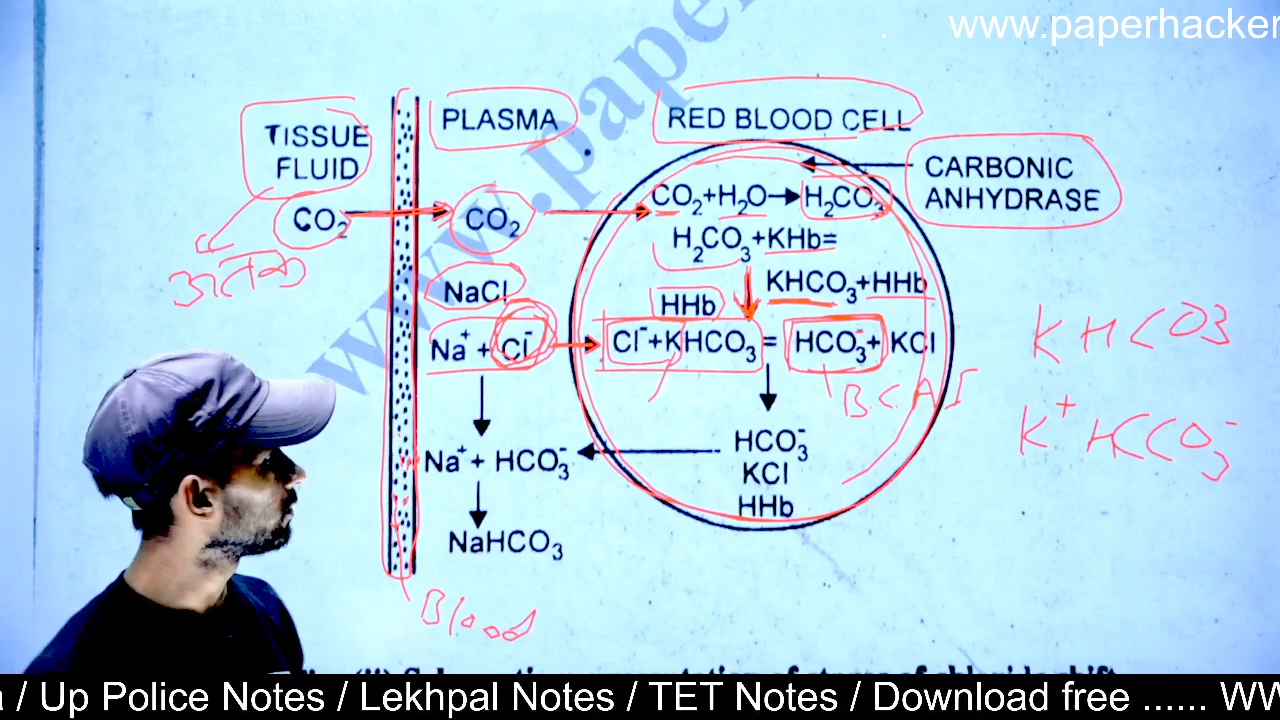 www.paperhacker
www.pape
TISSUE
FLUID
PLASMA
RED BLOOD CELL
CARBONIC
ANHYDRASE
CO₂
CO₂
CO₂+H₂O→H₂CO₃
H₂CO₃+KHb=
KHCO₃+HHb
NaCl
HHb
Na⁺ + Cl⁻
Cl⁻+KHCO₃ = HCO₃⁻+ KCl
KHCO3
K⁺ HCO₃⁻
Na⁺ + HCO₃⁻
HCO₃⁻
KCl
HHb
NaHCO₃
Blood
a / Up Police Notes / Lekhpal Notes / TET Notes / Download free ...... WW